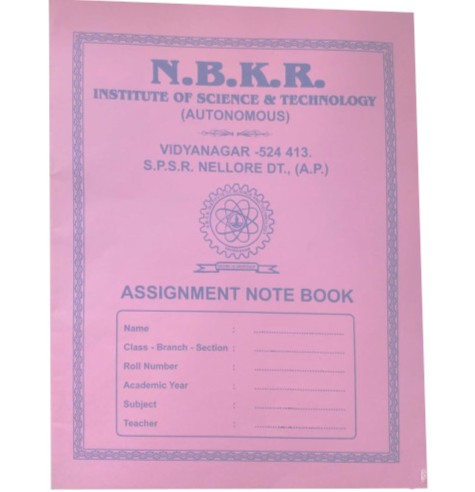 N.B.K.R.
INSTITUTE OF SCIENCE & TECHNOLOGY
(AUTONOMOUS)
VIDYANAGAR -524 413.
S.P.S.R. NELLORE DT., (A.P.)
ASSIGNMENT NOTE BOOK
Name :
Class - Branch - Section :
Roll Number :
Academic Year :
Subject :
Teacher :